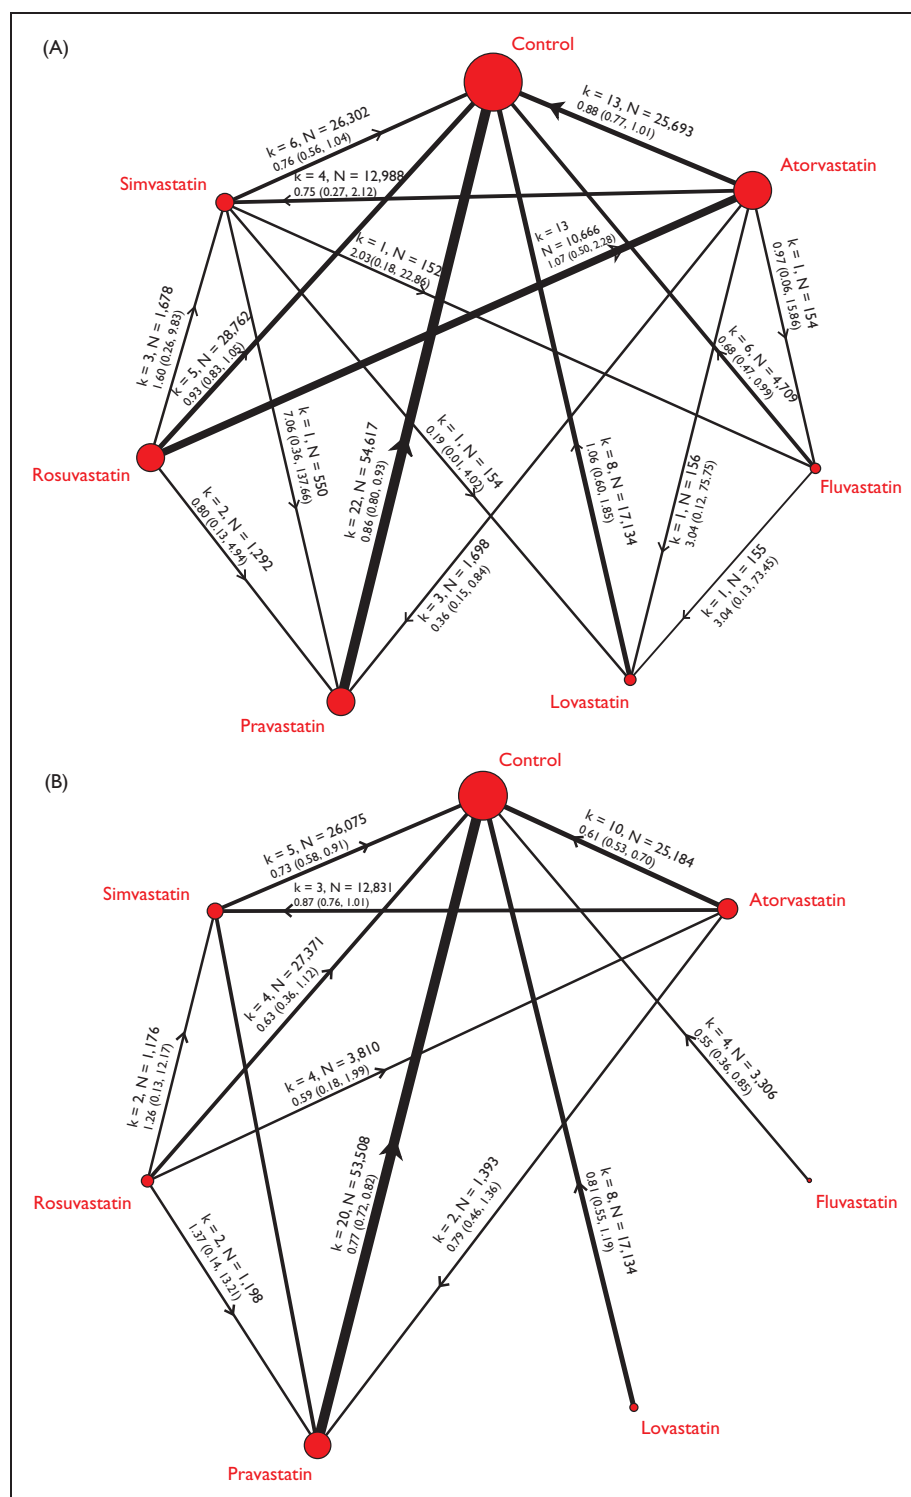 (A)
Control
k = 13, N = 25,693
0.88 (0.77, 1.01)
k = 6, N = 26,302
0.76 (0.56, 1.04)
Atorvastatin
Simvastatin
k = 4, N = 12,988
0.75 (0.27, 2.12)
k = 1, N = 152
2.03(0.18, 22.86)
k = 13
N = 10,666
1.07 (0.50, 2.28)
k = 1, N = 154
0.97 (0.06, 15.86)
k = 3, N = 1,678
1.60 (0.26, 9.83)
k = 5, N = 28,762
0.93 (0.83, 1.05)
k = 6, N = 4,709
0.68 (0.47, 0.99)
Rosuvastatin
Fluvastatin
k = 1, N = 550
7.06 (0.36, 137.66)
k = 22, N = 54,617
0.86 (0.80, 0.93)
k = 1, N = 154
0.19 (0.01, 4.02)
k = 8, N = 17,134
1.06 (0.60, 1.85)
k = 1, N = 156
3.04 (0.12, 75.75)
k = 2, N = 1,292
0.80 (0.13, 4.94)
k = 3, N = 1,698
0.36 (0.15, 0.84)
k = 1, N = 155
3.04 (0.13, 73.45)
Lovastatin
Pravastatin
(B)
Control
k = 5, N = 26,075
0.73 (0.58, 0.91)
k = 10, N = 25,184
0.61 (0.53, 0.70)
Simvastatin
k = 3, N = 12,831
0.87 (0.76, 1.01)
Atorvastatin
k = 4, N = 27,371
0.63 (0.36, 1.12)
k = 2, N = 1,176
1.26 (0.13, 12.17)
k = 4, N = 3,810
0.59 (0.18, 1.99)
k = 4, N = 3,306
0.55 (0.36, 0.85)
Rosuvastatin
Fluvastatin
k = 20, N = 53,508
0.77 (0.72, 0.82)
k = 2, N = 1,393
0.79 (0.46, 1.36)
k = 8, N = 17,134
0.81 (0.55, 1.19)
k = 2, N = 1,198
1.37 (0.14, 13.21)
Lovastatin
Pravastatin